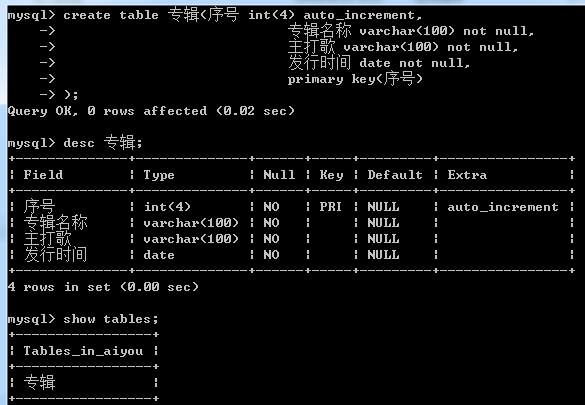 mysql> create table 专辑(序号 int(4) auto_increment,
    ->                  专辑名称 varchar(100) not null,
    ->                  主打歌 varchar(100) not null,
    ->                  发行时间 date not null,
    ->                  primary key(序号)
    -> );
Query OK, 0 rows affected (0.02 sec)
mysql> desc 专辑;
+--------------+--------------+------+-----+---------+----------------+
| Field        | Type         | Null | Key | Default | Extra          |
+--------------+--------------+------+-----+---------+----------------+
| 序号         | int(4)       | NO   | PRI | NULL    | auto_increment |
| 专辑名称     | varchar(100) | NO   |     | NULL    |                |
| 主打歌       | varchar(100) | NO   |     | NULL    |                |
| 发行时间     | date         | NO   |     | NULL    |                |
+--------------+--------------+------+-----+---------+----------------+
4 rows in set (0.00 sec)
mysql> show tables;
+-----------------+
| Tables_in_aiyou |
+-----------------+
| 专辑            |
+-----------------+